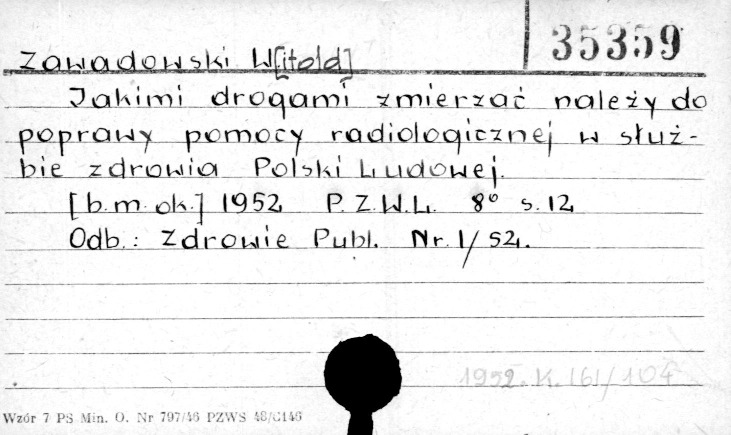 35359
Zawadowski W[itold]
Jakimi drogami zmierzać należy do
poprawy pomocy radiologicznej w służ-
bie zdrowia Polski Ludowej.
[b.m.ok.] 1952 P.Z.W.L. 8° s. 12
Odb.: Zdrowie Publ. Nr. 1/52.
1952. K. 161/104
Wzór 7 PS Min. O. Nr 797/46 PZWS 48/C146